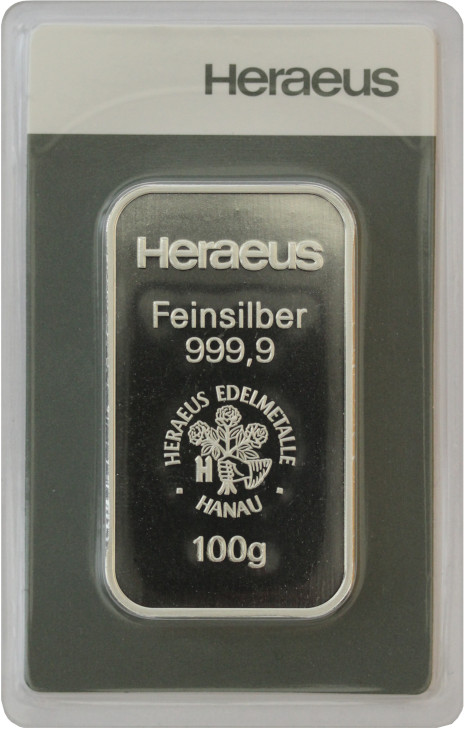 Heraeus
Heraeus
Feinsilber
999,9
HERAEUS EDELMETALLE
H
· HANAU ·
100g